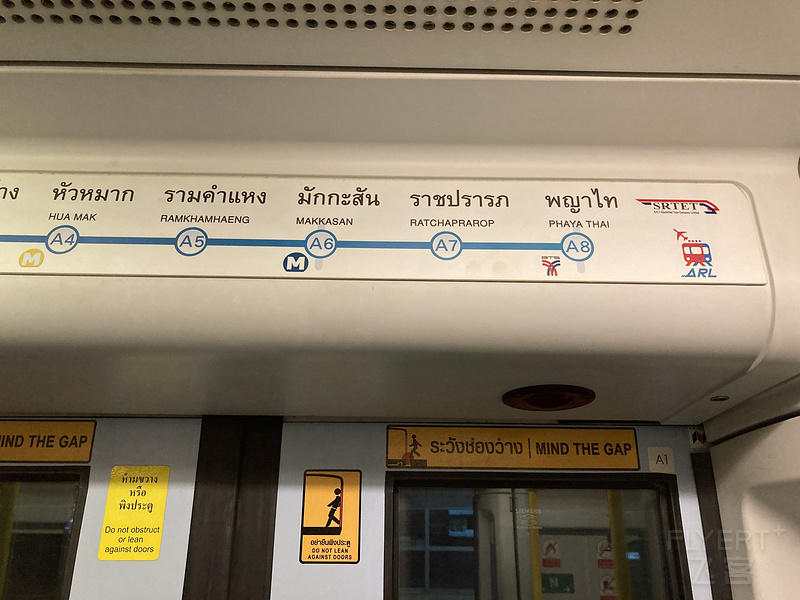 หัวหมาก
รามคำแหง
มักกะสัน
ราชปรารภ
พญาไท
SRTET
HUA MAK
RAMKHAMHAENG
MAKKASAN
RATCHAPRAROP
PHAYA THAI
A4
A5
A6
A7
A8
M
M
BTS
ARL
MIND THE GAP
ระวังช่องว่าง | MIND THE GAP
A1
ห้ามขวาง
หรือ
พิงประตู
Do not obstruct
or lean
against doors
อย่ายืนพิงประตู
DO NOT LEAN
AGAINST DOORS
SIEMENS
N
FLYERT
飞客